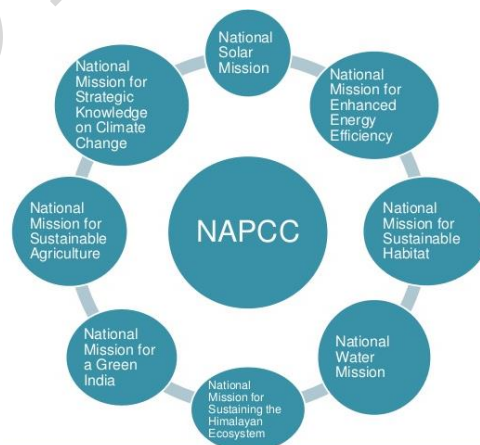 National
Solar
Mission
National
Mission for
Enhanced
Energy
Efficiency
National
Mission for
Sustainable
Habitat
National
Water
Mission
National
Mission for
Sustaining the
Himalayan
Ecosystem
National
Mission for
a Green
India
National
Mission for
Sustainable
Agriculture
National
Mission for
Strategic
Knowledge
on Climate
Change
NAPCC